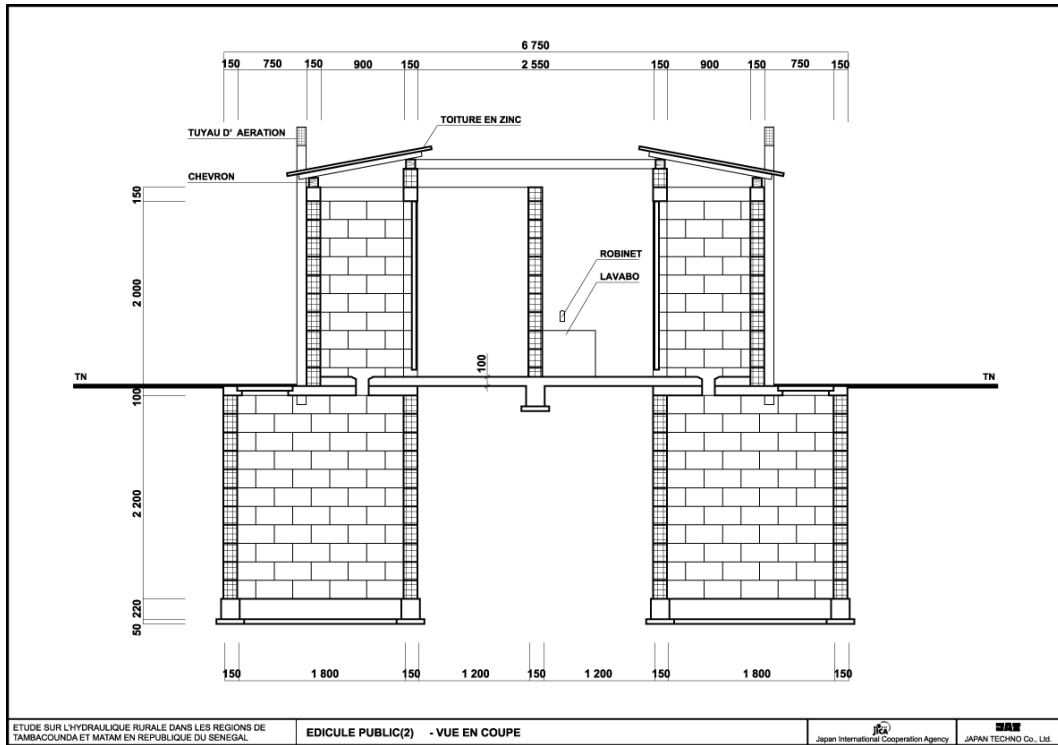 6 750
150 750 150 900 150 2 550 150 900 150 750 150
TUYAU D' AERATION
TOITURE EN ZINC
CHEVRON
150
ROBINET
LAVABO
2 000
100
TN
TN
100
2 200
220
50
150 1 800 150 1 200 150 1 200 150 1 800 150
ETUDE SUR L'HYDRAULIQUE RURALE DANS LES REGIONS DE
TAMBACOUNDA ET MATAM EN REPUBLIQUE DU SENEGAL
EDICULE PUBLIC(2) - VUE EN COUPE
JICA
Japan International Cooperation Agency
JAT
JAPAN TECHNO Co., Ltd.